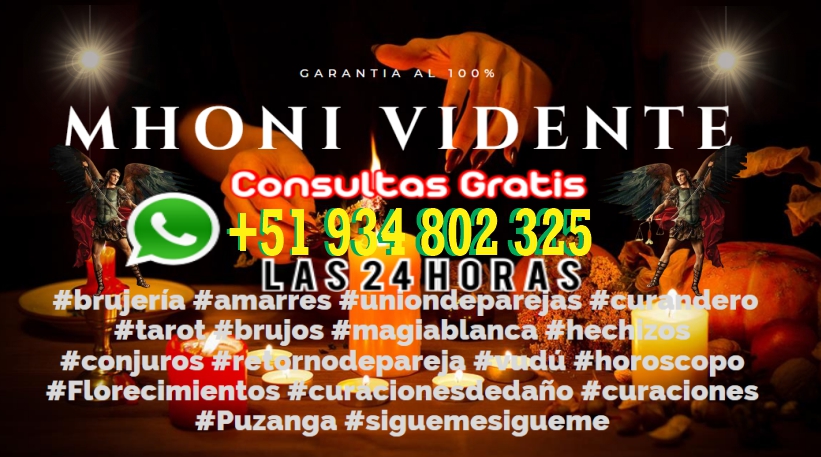 GARANTIA AL 100%
MHONI VIDENTE
Consultas Gratis
+51 934 802 325
LAS 24 HORAS
#brujería #amarres #uniondeparejas #curandero
#tarot #brujos #magiablanca #hechizos
#conjuros #retornodepareja #vudú #horoscopo
#Florecimientos #curacionesdedaño #curaciones
#Puzanga #siguemesigueme